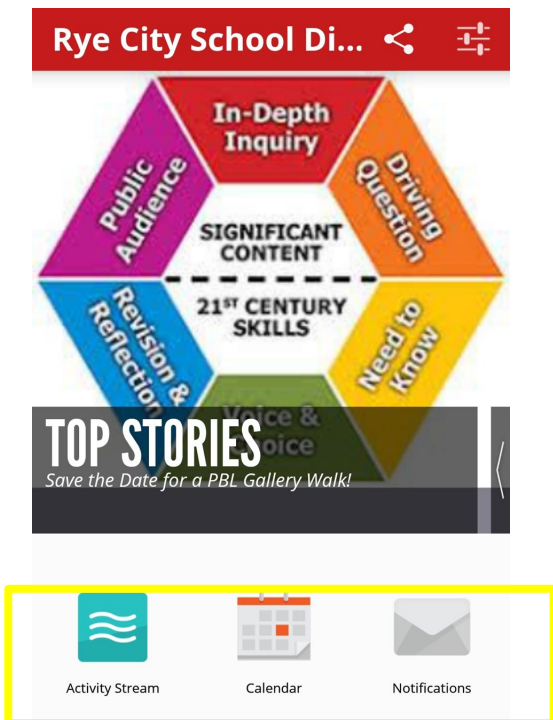 Rye City School Di...
In-Depth
Inquiry
Public
Audience
Driving
Question
SIGNIFICANT
CONTENT
21ST CENTURY
SKILLS
Revision &
Reflection
Need to
Know
Voice &
Choice
TOP STORIES
Save the Date for a PBL Gallery Walk!
Activity Stream
Calendar
Notifications